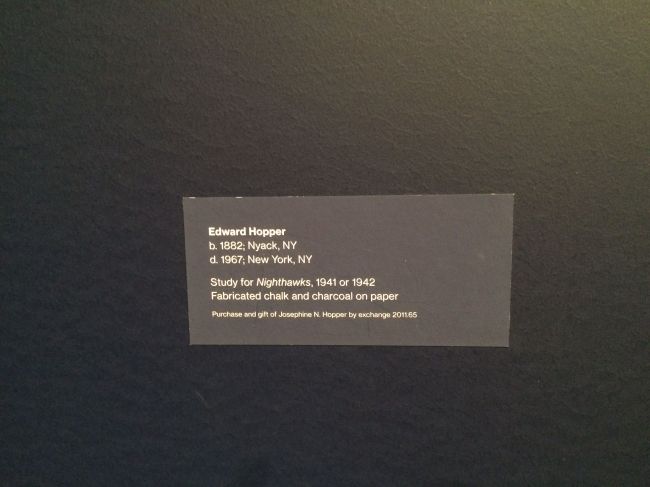 Edward Hopper
b. 1882; Nyack, NY
d. 1967; New York, NY
Study for Nighthawks, 1941 or 1942
Fabricated chalk and charcoal on paper
Purchase and gift of Josephine N. Hopper by exchange 2011.65